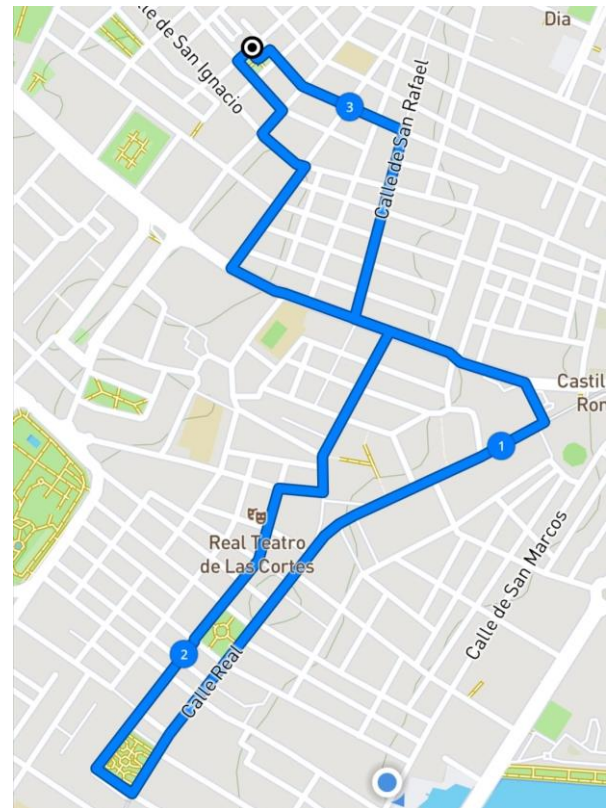 Dia
lle de San Ignacio
3
Calle de San Rafael
Castil
Ron
1
Real Teatro
de Las Cortes
Calle de San Marcos
2
Calle Real